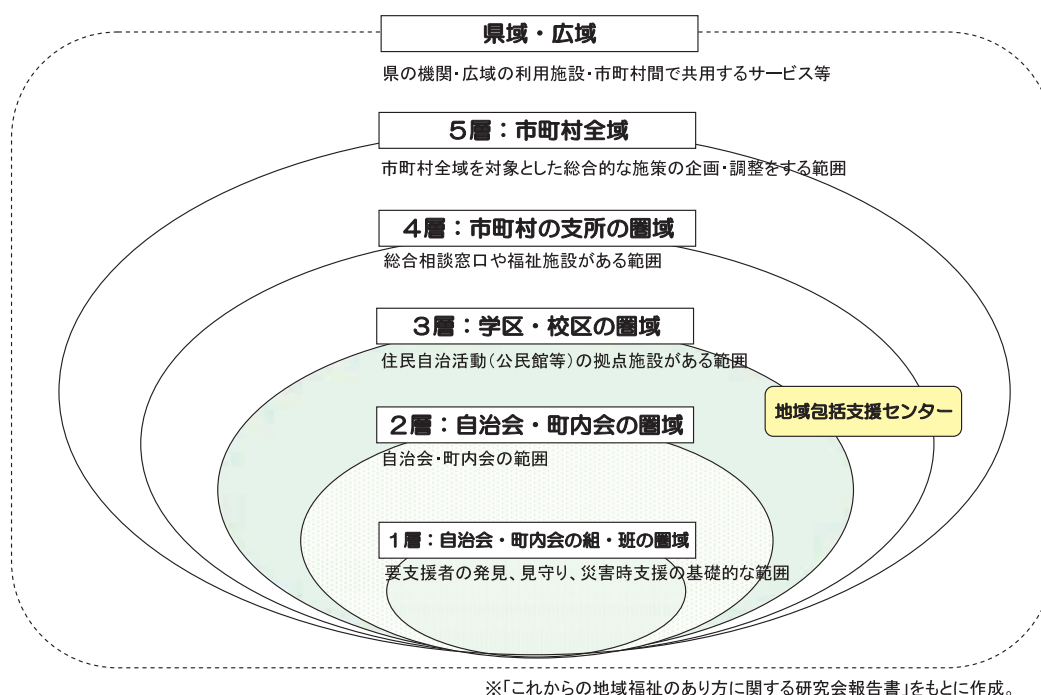 県域・広域
県の機関・広域の利用施設・市町村間で共用するサービス等
5層：市町村全域
市町村全域を対象とした総合的な施策の企画・調整をする範囲
4層：市町村の支所の圏域
総合相談窓口や福祉施設がある範囲
3層：学区・校区の圏域
住民自治活動（公民館等）の拠点施設がある範囲
地域包括支援センター
2層：自治会・町内会の圏域
自治会・町内会の範囲
1層：自治会・町内会の組・班の圏域
要支援者の発見、見守り、災害時支援の基礎的な範囲
※「これからの地域福祉のあり方に関する研究会報告書」をもとに作成。